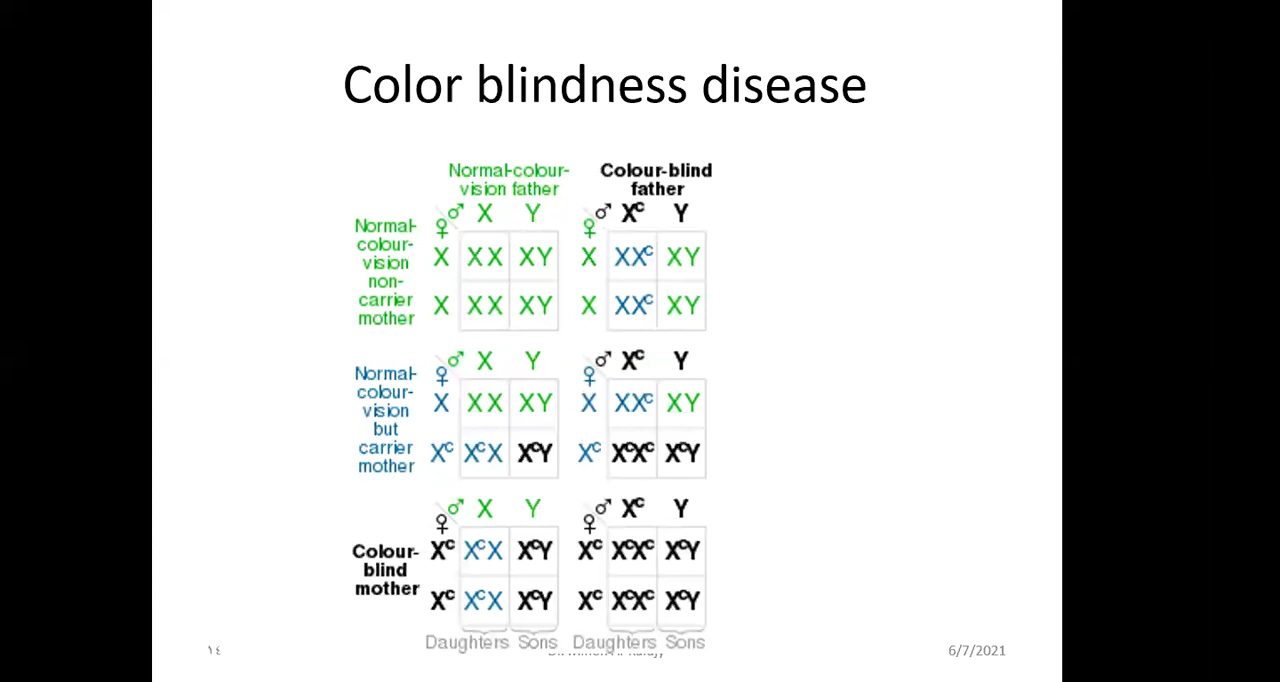 Color blindness disease
Normal-colour-
vision father
Colour-blind
father
♀ ♂ X Y
♀ ♂ Xᶜ Y
Normal-
colour-
vision
non-
carrier
mother
X XX XY
X XX XY
X XXᶜ XY
X XXᶜ XY
♀ ♂ X Y
♀ ♂ Xᶜ Y
Normal-
colour-
vision
but
carrier
mother
X XX XY
Xᶜ XᶜX XᶜY
X XXᶜ XY
Xᶜ XᶜXᶜ XᶜY
♀ ♂ X Y
♀ ♂ Xᶜ Y
Colour-
blind
mother
Xᶜ XᶜX XᶜY
Xᶜ XᶜX XᶜY
Xᶜ XᶜXᶜ XᶜY
Xᶜ XᶜXᶜ XᶜY
Daughters Sons Daughters Sons
6/7/2021